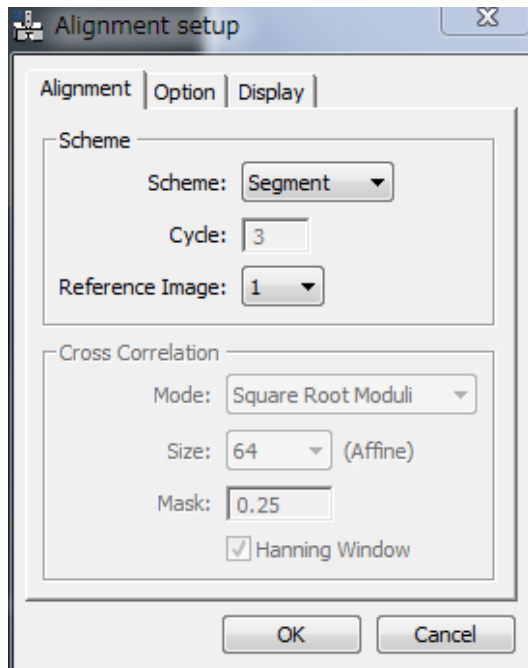 Alignment setup
Alignment Option Display
Scheme
Scheme: Segment
Cycle: 3
Reference Image: 1
Cross Correlation
Mode: Square Root Moduli
Size: 64 (Affine)
Mask: 0.25
Hanning Window
OK Cancel